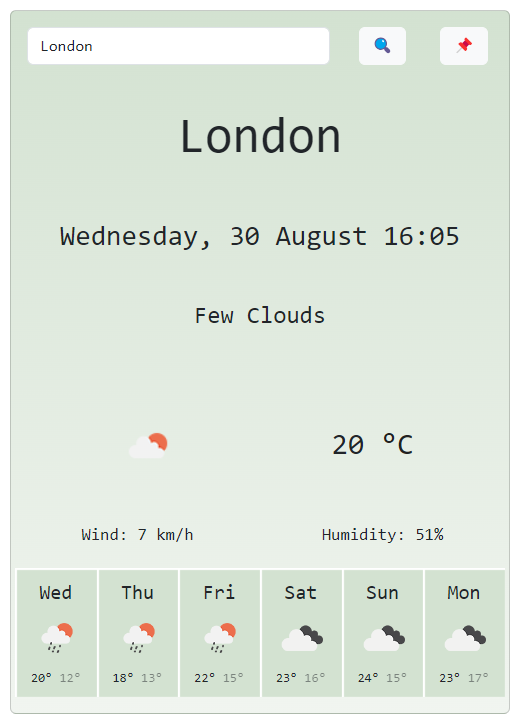 London
London
Wednesday, 30 August 16:05
Few Clouds
20 °C
Wind: 7 km/h Humidity: 51%
Wed Thu Fri Sat Sun Mon
20° 12° 18° 13° 22° 15° 23° 16° 24° 15° 23° 17°